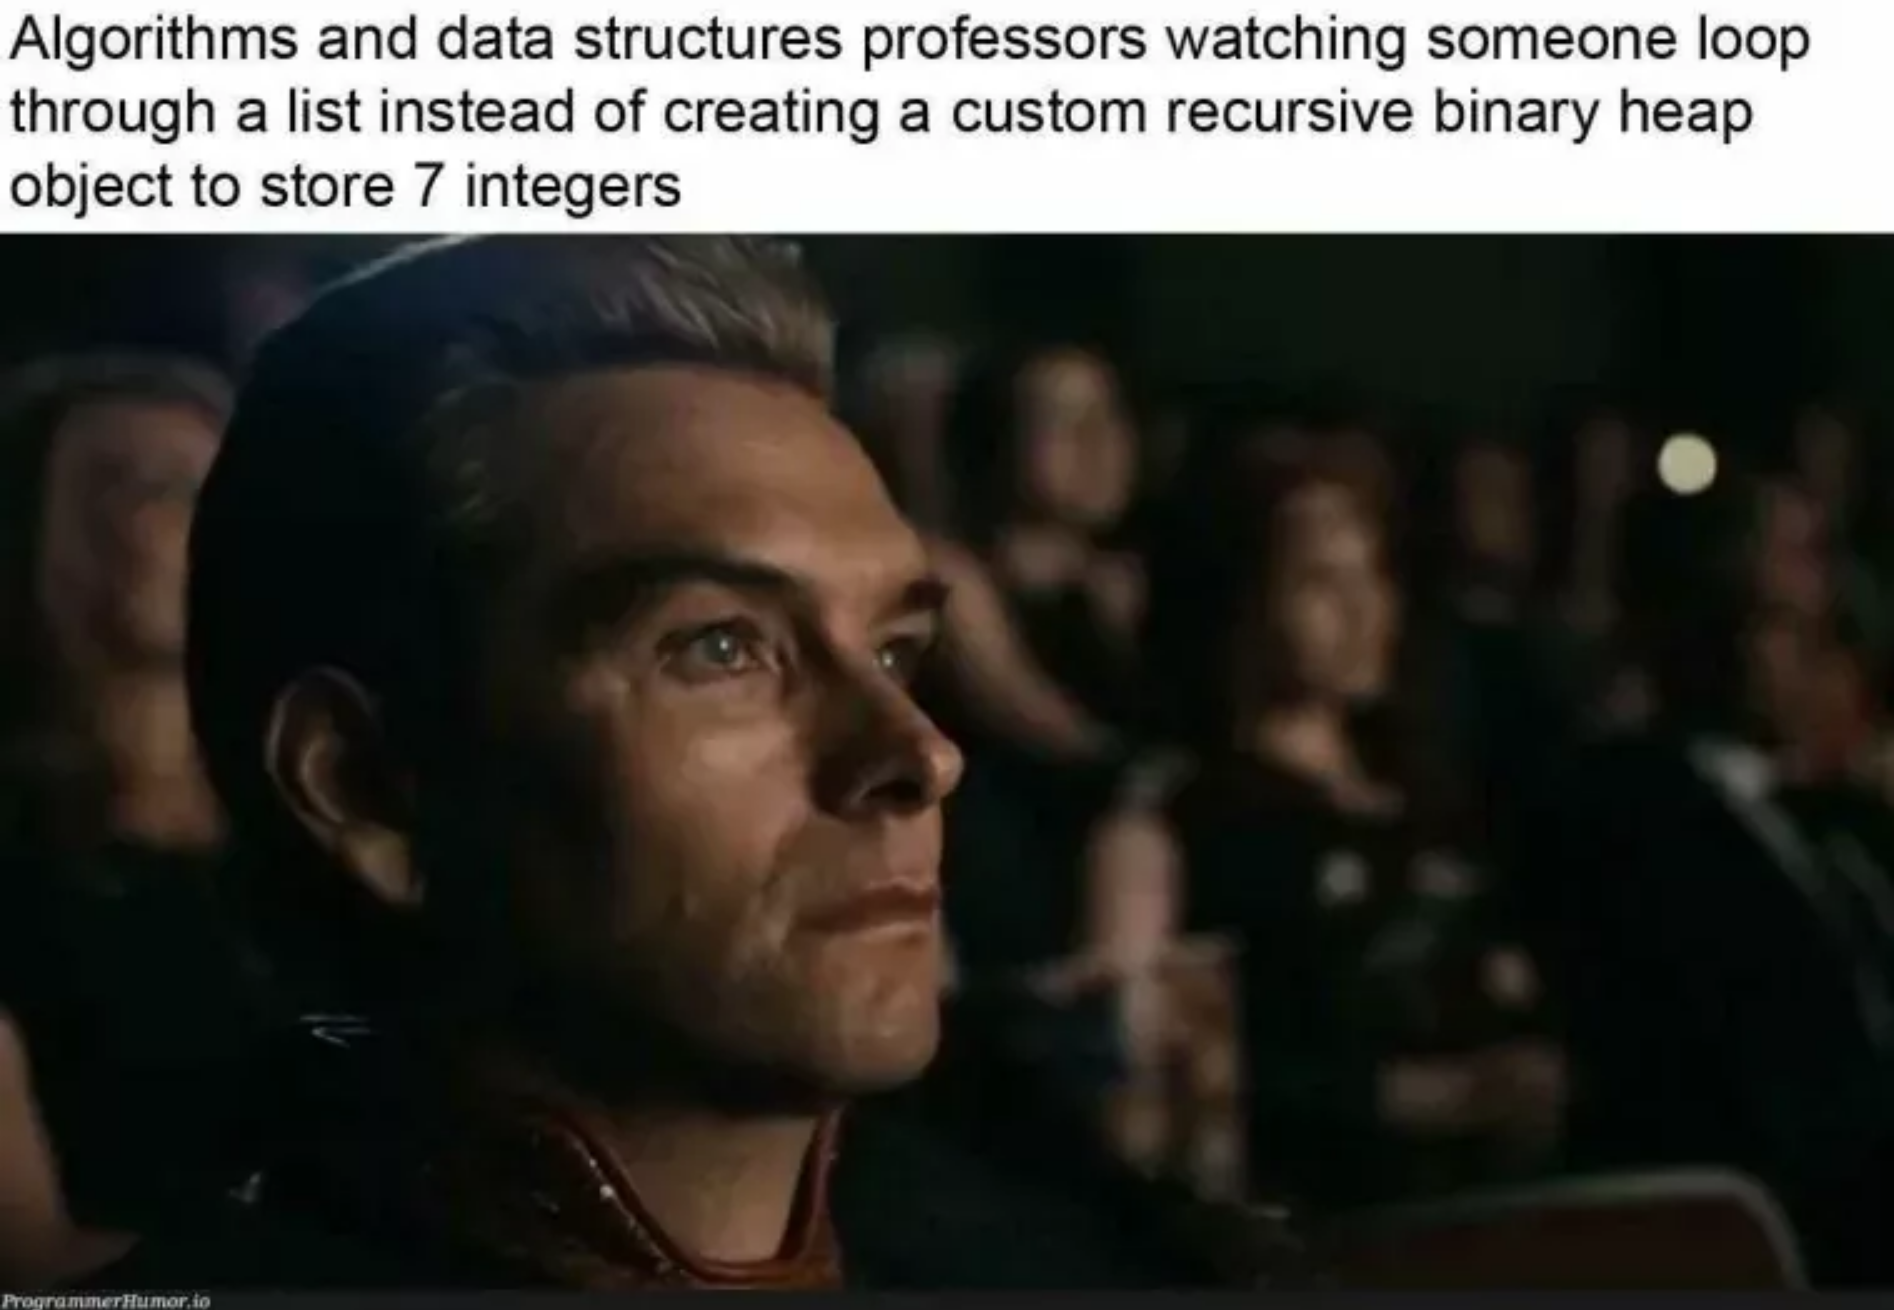 Algorithms and data structures professors watching someone loop
through a list instead of creating a custom recursive binary heap
object to store 7 integers
ProgrammerHumor.io